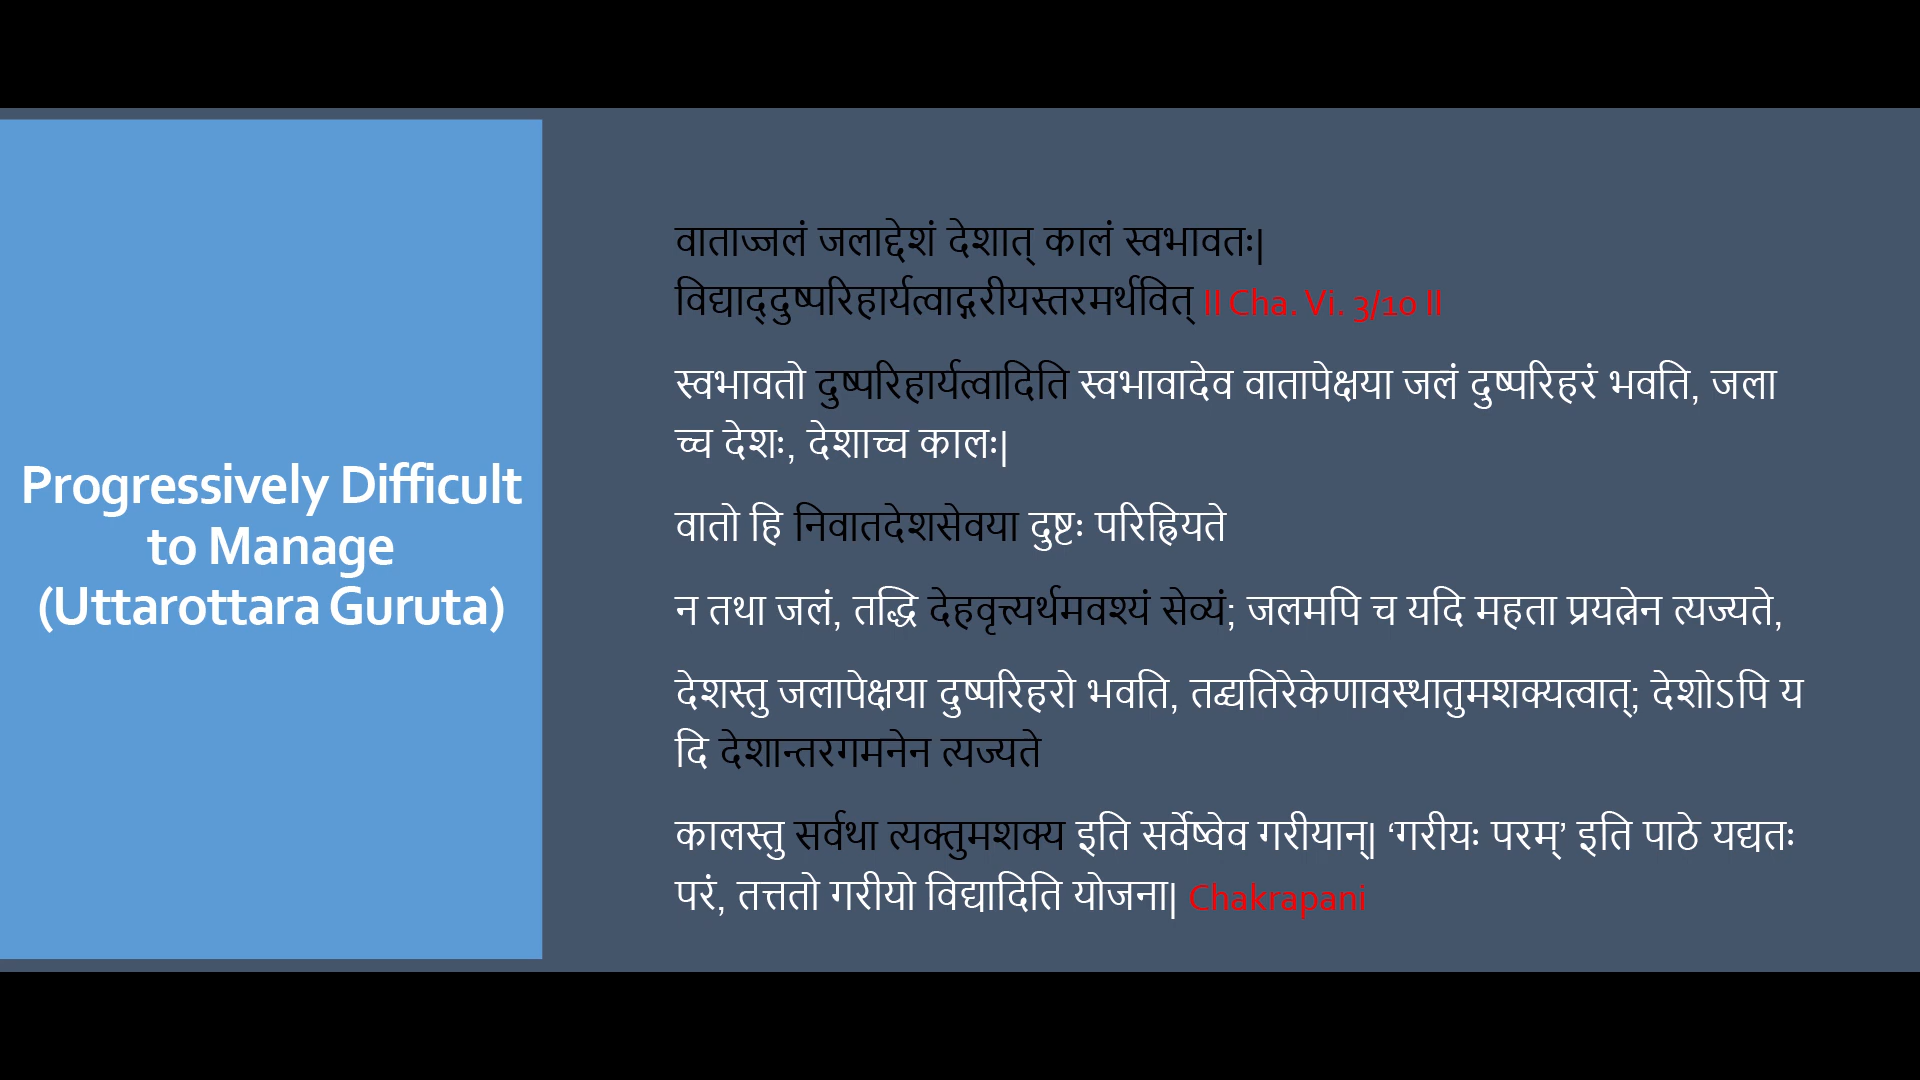 Progressively Difficult
to Manage
(Uttarottara Guruta)
वाताज्जलं जलाद्देशं देशात् कालं स्वभावतः|
विद्याद्दुष्परिहार्यत्वाद्गरीयस्तरमर्थवित् II Cha. Vi. 3/10 II
स्वभावतो दुष्परिहार्यत्वादिति स्वभावादेव वातापेक्षया जलं दुष्परिहरं भवति, जला
च्च देशः, देशाच्च कालः|
वातो हि निवातदेशसेवया दुष्टः परिह्रियते
न तथा जलं, तद्धि देहवृत्त्यर्थमवश्यं सेव्यं; जलमपि च यदि महता प्रयत्नेन त्यज्यते,
देशस्तु जलापेक्षया दुष्परिहरो भवति, तद्व्यतिरेकेणावस्थातुमशक्यत्वात्; देशोऽपि य
दि देशान्तरगमनेन त्यज्यते
कालस्तु सर्वथा त्यक्तुमशक्य इति सर्वेष्वेव गरीयान्| ‘गरीयः परम्’ इति पाठे यद्यतः
परं, तत्ततो गरीयो विद्यादिति योजना| Chakrapani